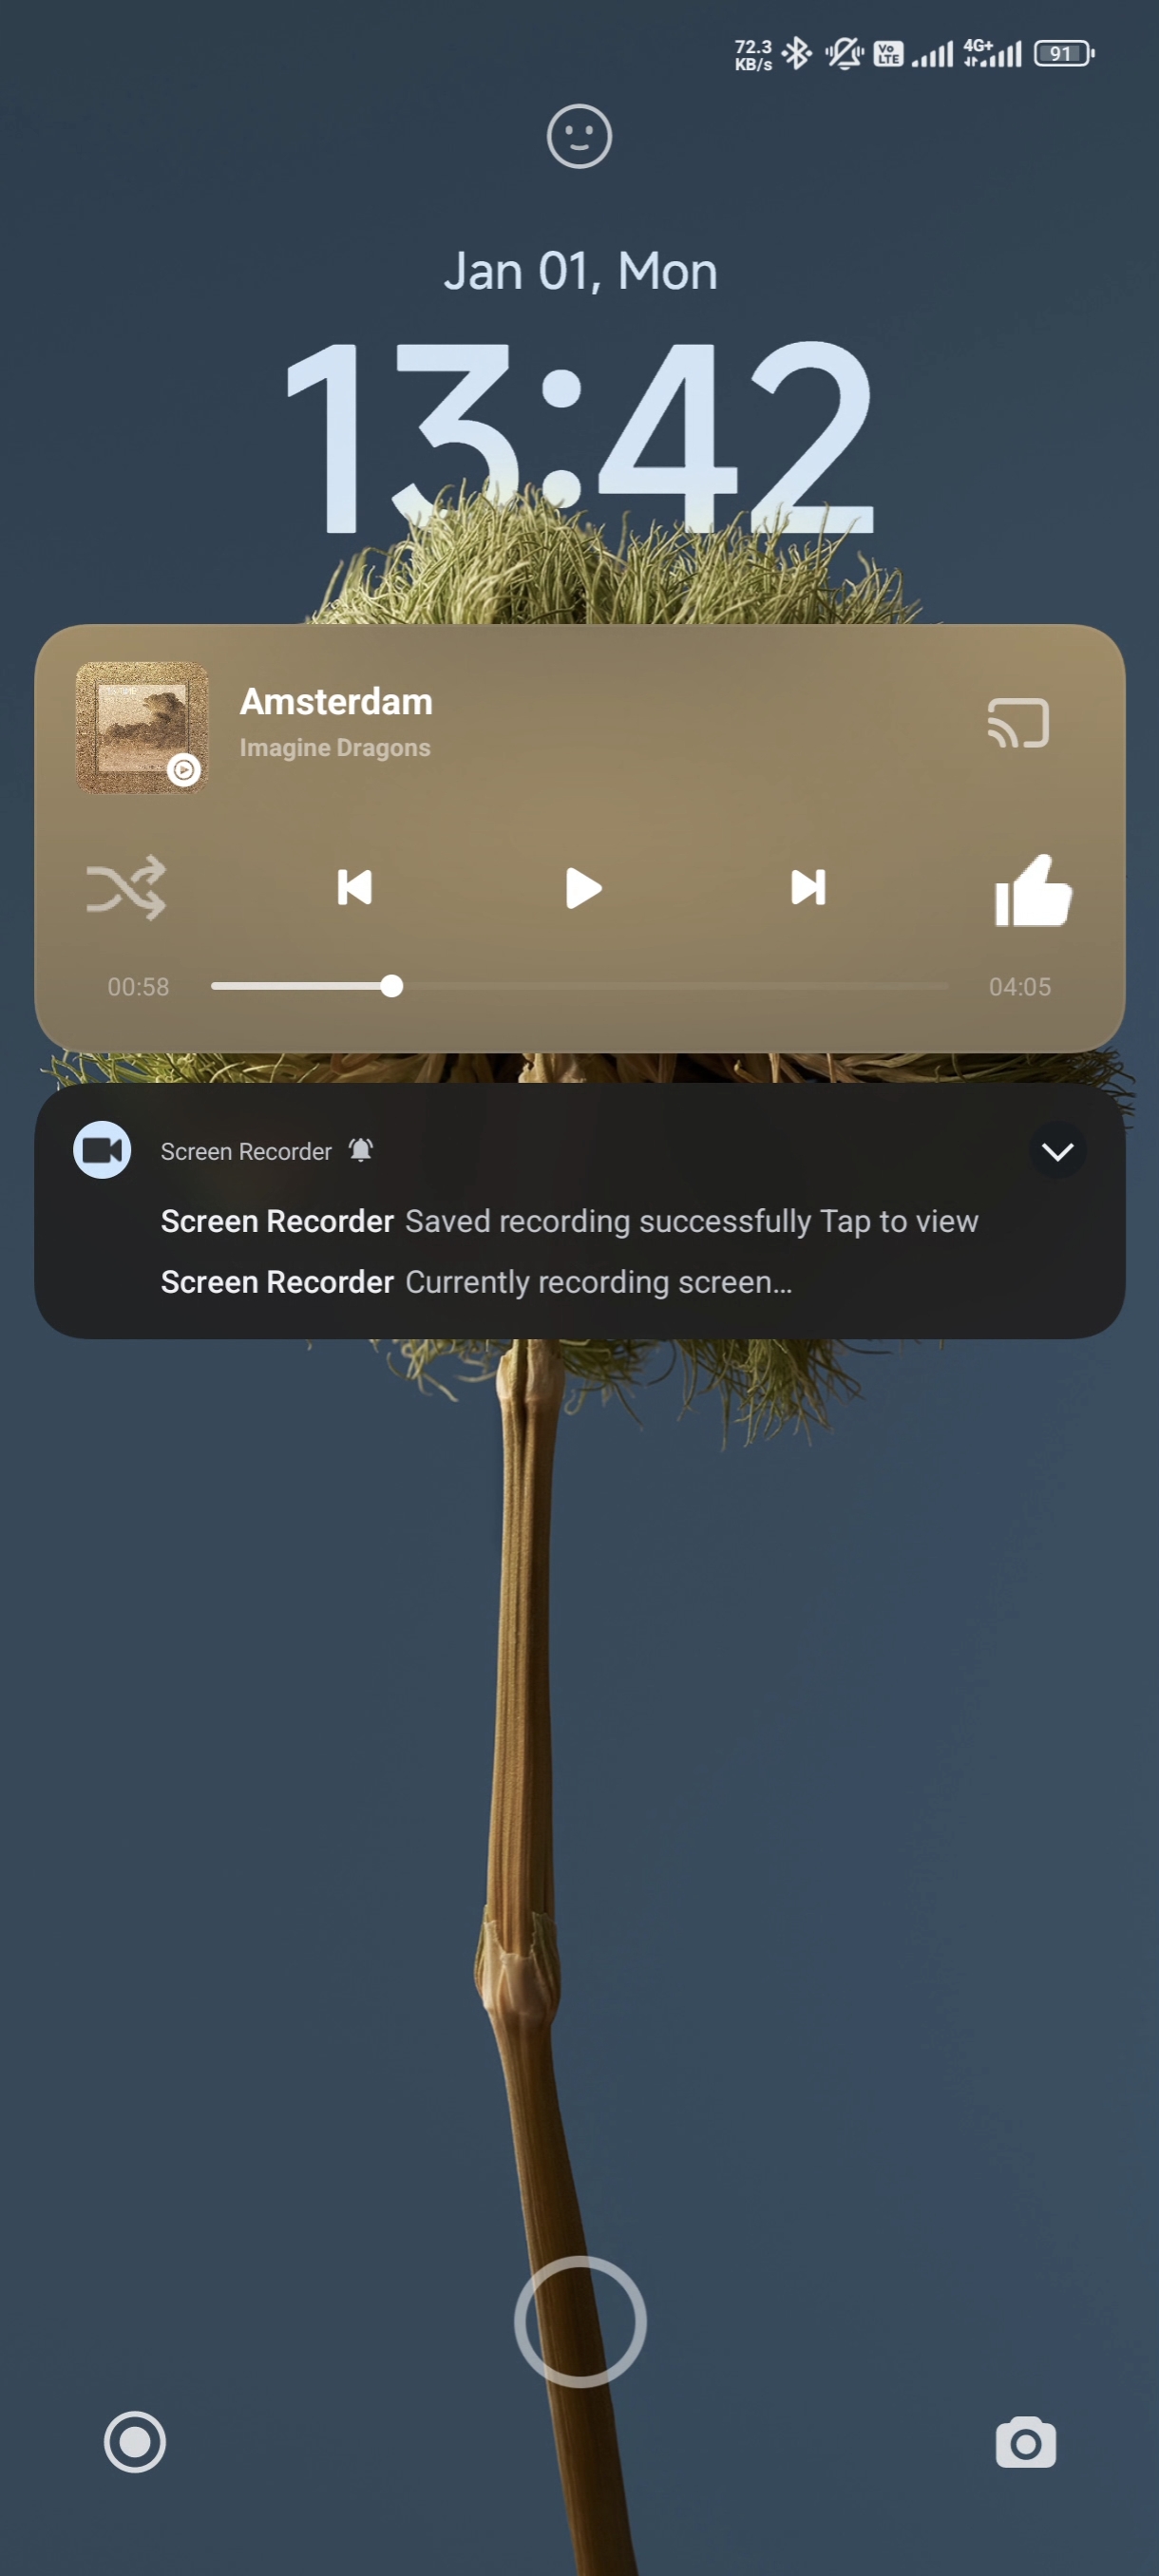 72.3
KB/s
Vo
LTE
4G+
91
Jan 01, Mon
13:42
Amsterdam
Imagine Dragons
00:58
04:05
Screen Recorder
Screen Recorder Saved recording successfully Tap to view
Screen Recorder Currently recording screen...